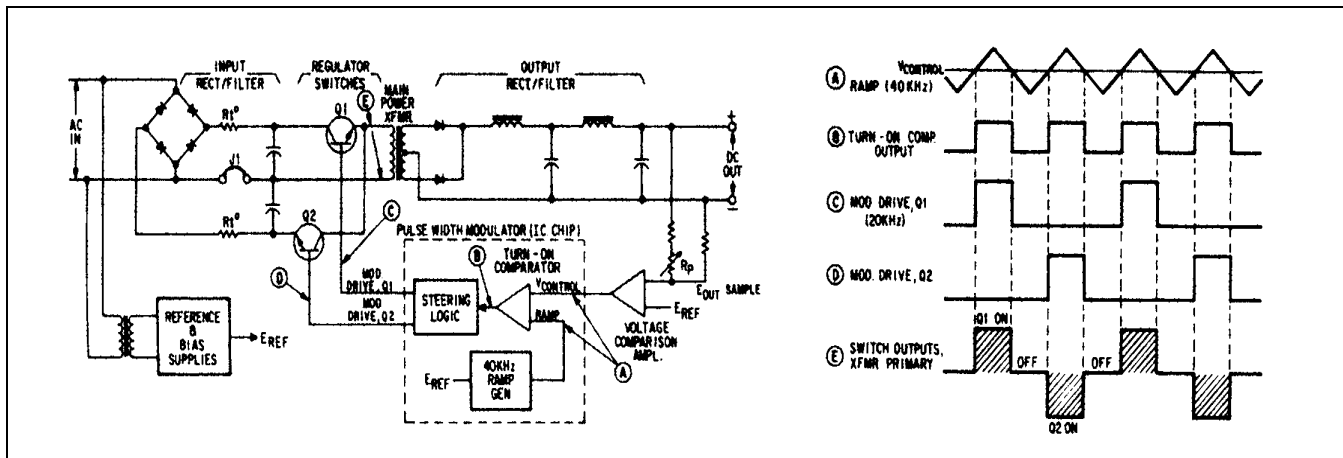 INPUT
RECT/FILTER
REGULATOR
SWITCHES
Q1
E
MAIN
POWER
XFMR
OUTPUT
RECT/FILTER
AC
IN
Rt°
J1
Rt°
Q2
+
DC
OUT
–
C
D
PULSE WIDTH MODULATOR (IC CHIP)
B
TURN-ON
COMPARATOR
MOD
DRIVE, Q1
MOD
DRIVE, Q2
STEERING
LOGIC
VCONTROL
RAMP
Rp
EOUT SAMPLE
EREF
VOLTAGE
COMPARISON
AMPL.
A
REFERENCE
&
BIAS
SUPPLIES
EREF
EREF
40KHz
RAMP
GEN
A
VCONTROL
RAMP (40KHz)
B
TURN-ON COMP.
OUTPUT
C
MOD DRIVE, Q1
(20KHz)
D
MOD. DRIVE, Q2
Q1 ON
E
SWITCH OUTPUTS,
XFMR PRIMARY
OFF
OFF
Q2 ON